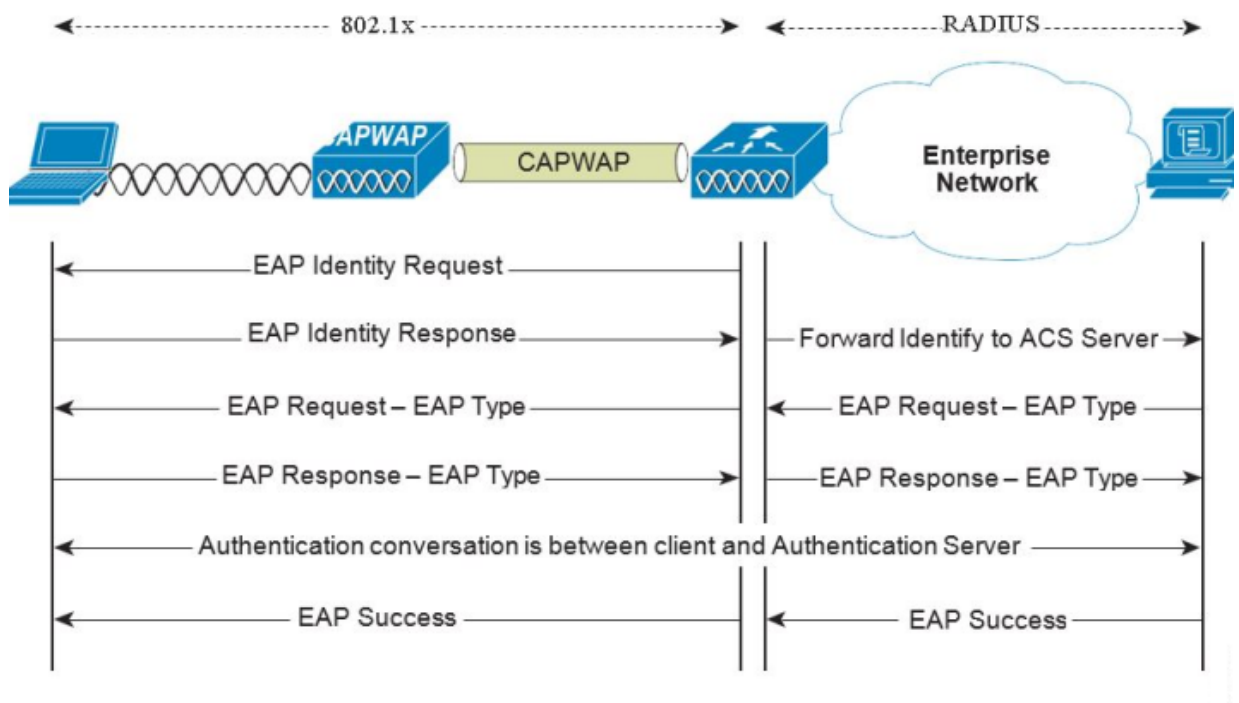 802.1x
RADIUS
CAPWAP
CAPWAP
Enterprise
Network
EAP Identity Request
EAP Identity Response
Forward Identify to ACS Server
EAP Request – EAP Type
EAP Request – EAP Type
EAP Response – EAP Type
EAP Response – EAP Type
Authentication conversation is between client and Authentication Server
EAP Success
EAP Success